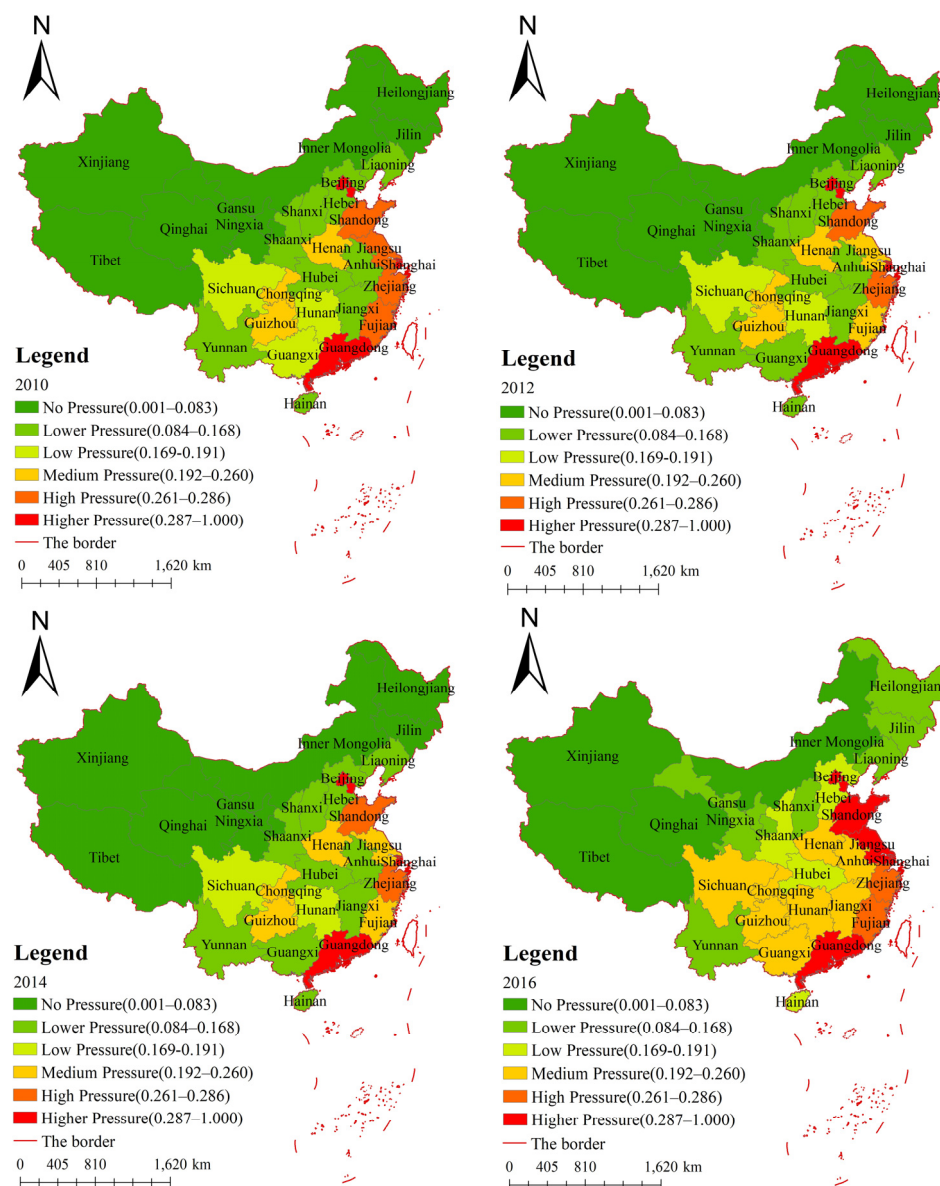 N
Heilongjiang
Jilin
Inner Mongolia
Liaoning
Xinjiang
Beijing
Hebei
Shanxi
Shandong
Gansu
Ningxia
Qinghai
Shaanxi
Henan
Jiangsu
Tibet
Anhui
Shanghai
Hubei
Sichuan
Chongqing
Zhejiang
Hunan
Jiangxi
Guizhou
Fujian
Yunnan
Guangxi
Guangdong
Hainan
Legend
2010
No Pressure(0.001–0.083)
Lower Pressure(0.084–0.168)
Low Pressure(0.169-0.191)
Medium Pressure(0.192–0.260)
High Pressure(0.261–0.286)
Higher Pressure(0.287–1.000)
The border
0 405 810 1,620 km
N
Heilongjiang
Jilin
Inner Mongolia
Liaoning
Xinjiang
Beijing
Hebei
Shanxi
Shandong
Gansu
Ningxia
Qinghai
Shaanxi
Henan
Jiangsu
Tibet
Anhui
Shanghai
Hubei
Sichuan
Chongqing
Zhejiang
Hunan
Jiangxi
Guizhou
Fujian
Yunnan
Guangxi
Guangdong
Hainan
Legend
2012
No Pressure(0.001–0.083)
Lower Pressure(0.084–0.168)
Low Pressure(0.169-0.191)
Medium Pressure(0.192–0.260)
High Pressure(0.261–0.286)
Higher Pressure(0.287–1.000)
The border
0 405 810 1,620 km
N
Heilongjiang
Jilin
Inner Mongolia
Liaoning
Xinjiang
Beijing
Hebei
Shanxi
Shandong
Gansu
Ningxia
Qinghai
Shaanxi
Henan
Jiangsu
Tibet
Anhui
Shanghai
Hubei
Sichuan
Chongqing
Zhejiang
Hunan
Jiangxi
Guizhou
Fujian
Yunnan
Guangxi
Guangdong
Hainan
Legend
2014
No Pressure(0.001–0.083)
Lower Pressure(0.084–0.168)
Low Pressure(0.169-0.191)
Medium Pressure(0.192–0.260)
High Pressure(0.261–0.286)
Higher Pressure(0.287–1.000)
The border
0 405 810 1,620 km
N
Heilongjiang
Jilin
Inner Mongolia
Liaoning
Xinjiang
Beijing
Hebei
Shanxi
Shandong
Gansu
Ningxia
Qinghai
Shaanxi
Henan
Jiangsu
Tibet
Anhui
Shanghai
Hubei
Sichuan
Chongqing
Zhejiang
Hunan
Jiangxi
Guizhou
Fujian
Yunnan
Guangxi
Guangdong
Hainan
Legend
2016
No Pressure(0.001–0.083)
Lower Pressure(0.084–0.168)
Low Pressure(0.169-0.191)
Medium Pressure(0.192–0.260)
High Pressure(0.261–0.286)
Higher Pressure(0.287–1.000)
The border
0 405 810 1,620 km